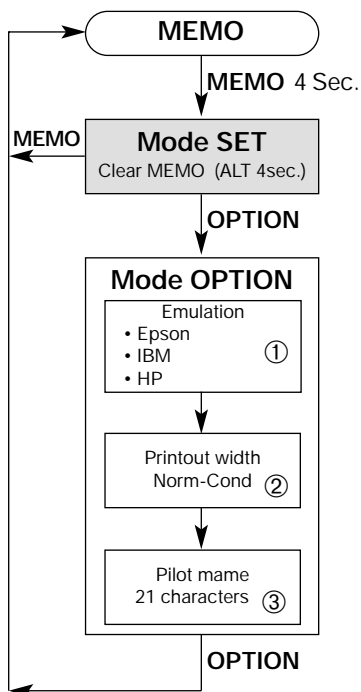 MEMO
MEMO 4 Sec.
MEMO
Mode SET
Clear MEMO (ALT 4sec.)
OPTION
Mode OPTION
Emulation
• Epson
• IBM
• HP
①
Printout width
Norm-Cond
②
Pilot mame
21 characters
③
OPTION